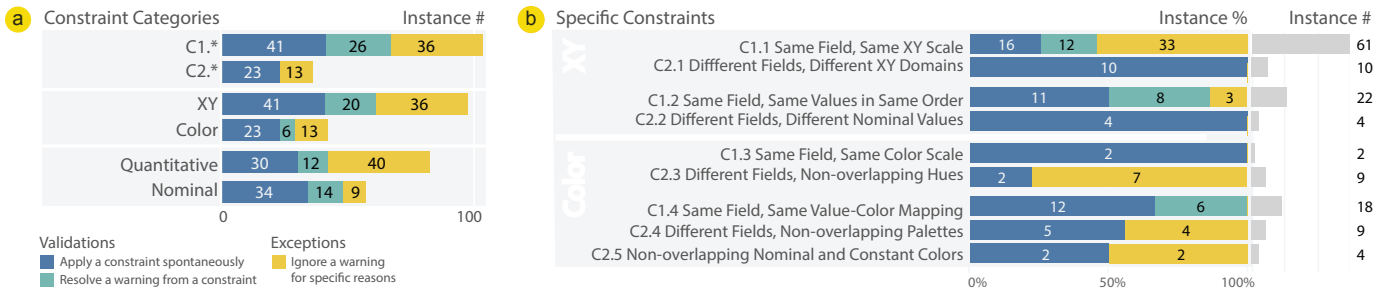 a Constraint Categories Instance #
C1.* 41 26 36
C2.* 23 13
XY 41 20 36
Color 23 6 13
Quantitative 30 12 40
Nominal 34 14 9
0 100
Validations
Apply a constraint spontaneously
Resolve a warning from a constraint
Exceptions
Ignore a warning
for specific reasons
b Specific Constraints Instance % Instance #
XY
C1.1 Same Field, Same XY Scale 16 12 33 61
C2.1 Diffferent Fields, Different XY Domains 10 10
C1.2 Same Field, Same Values in Same Order 11 8 3 22
C2.2 Different Fields, Different Nominal Values 4 4
Color
C1.3 Same Field, Same Color Scale 2 2
C2.3 Different Fields, Non-overlapping Hues 2 7 9
C1.4 Same Field, Same Value-Color Mapping 12 6 18
C2.4 Different Fields, Non-overlapping Palettes 5 4 9
C2.5 Non-overlapping Nominal and Constant Colors 2 2 4
0% 50% 100%